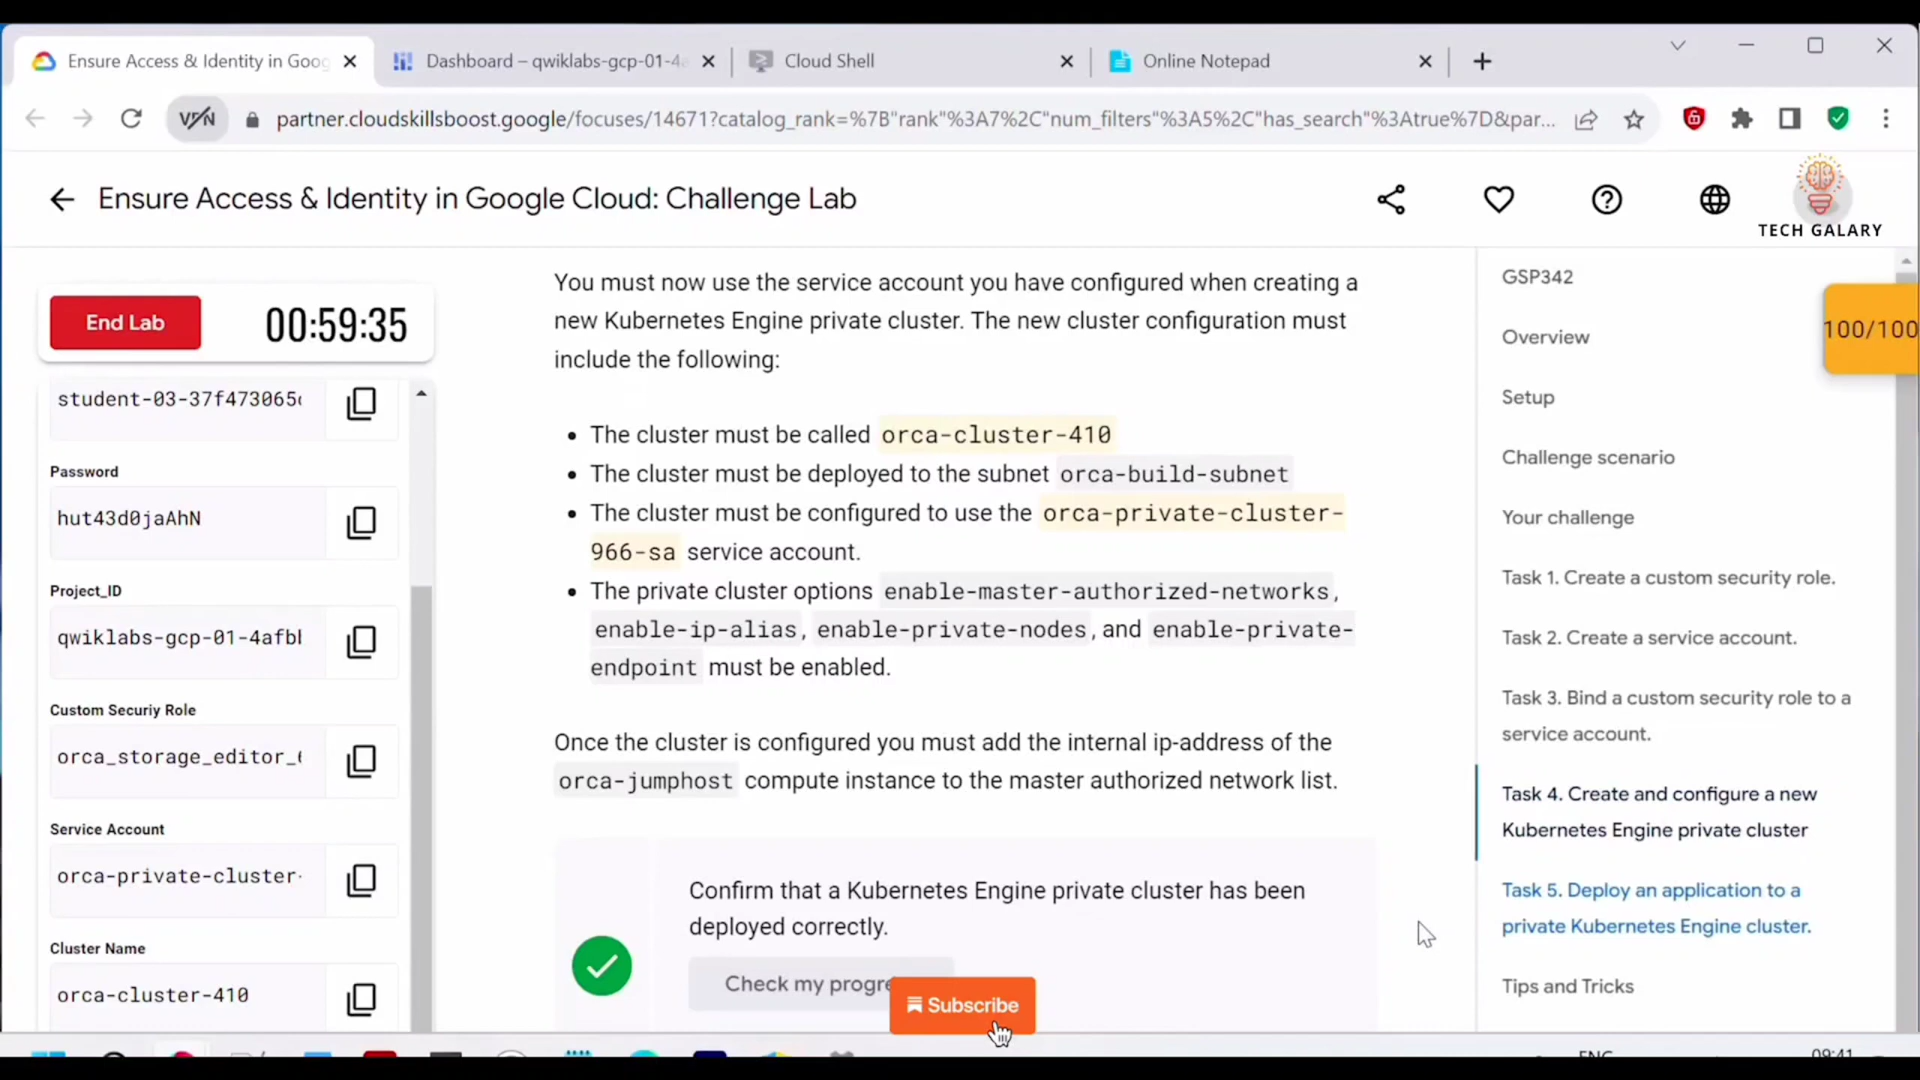 Ensure Access & Identity in Goog
Dashboard – qwiklabs-gcp-01-4a
Cloud Shell
Online Notepad
VPN
partner.cloudskillsboost.google/focuses/14671?catalog_rank=%7B"rank"%3A7%2C"num_filters"%3A5%2C"has_search"%3Atrue%7D&par...
Ensure Access & Identity in Google Cloud: Challenge Lab
TECH GALARY
End Lab
00:59:35
student-03-37f473065
Password
hut43d0jaAhN
Project_ID
qwiklabs-gcp-01-4afbl
Custom Securiy Role
orca_storage_editor_6
Service Account
orca-private-cluster-
Cluster Name
orca-cluster-410
You must now use the service account you have configured when creating a
new Kubernetes Engine private cluster. The new cluster configuration must
include the following:
• The cluster must be called orca-cluster-410
• The cluster must be deployed to the subnet orca-build-subnet
• The cluster must be configured to use the orca-private-cluster-
966-sa service account.
• The private cluster options enable-master-authorized-networks,
enable-ip-alias, enable-private-nodes, and enable-private-
endpoint must be enabled.
Once the cluster is configured you must add the internal ip-address of the
orca-jumphost compute instance to the master authorized network list.
Confirm that a Kubernetes Engine private cluster has been
deployed correctly.
Check my progre
Subscribe
GSP342
Overview
100/100
Setup
Challenge scenario
Your challenge
Task 1. Create a custom security role.
Task 2. Create a service account.
Task 3. Bind a custom security role to a
service account.
Task 4. Create and configure a new
Kubernetes Engine private cluster
Task 5. Deploy an application to a
private Kubernetes Engine cluster.
Tips and Tricks
ENG
09:41